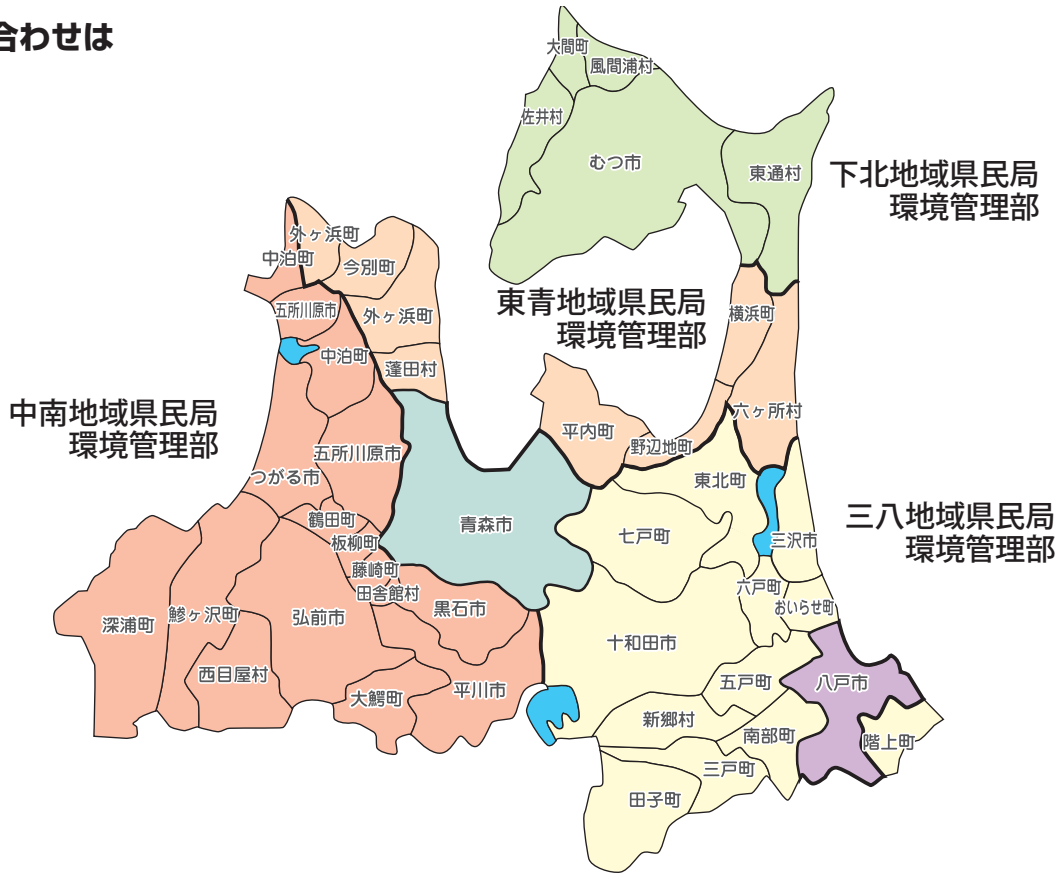 合わせは
大間町
風間浦村
佐井村
むつ市
東通村
下北地域県民局
環境管理部
外ヶ浜町
中泊町
今別町
五所川原市
外ヶ浜町
中泊町
蓬田村
東青地域県民局
環境管理部
横浜町
六ヶ所村
平内町
野辺地町
中南地域県民局
環境管理部
五所川原市
つがる市
鶴田町
板柳町
藤崎町
田舎館村
黒石市
青森市
東北町
七戸町
三沢市
三八地域県民局
環境管理部
六戸町
おいらせ町
十和田市
深浦町
鰺ヶ沢町
弘前市
西目屋村
大鰐町
平川市
五戸町
八戸市
新郷村
南部町
階上町
三戸町
田子町